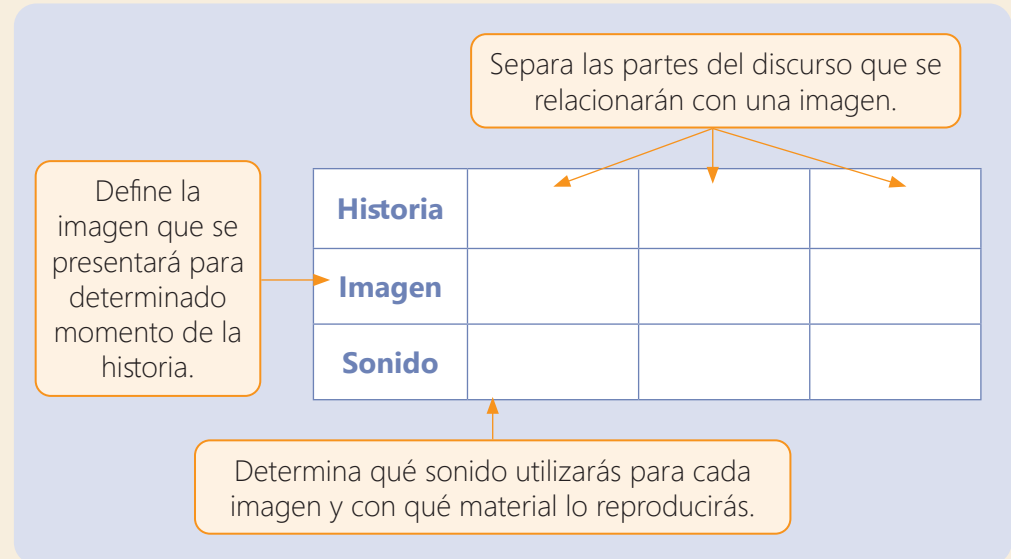 Separa las partes del discurso que se
relacionarán con una imagen.
Define la
imagen que se
presentará para
determinado
momento de la
historia.
Historia
Imagen
Sonido
Determina qué sonido utilizarás para cada
imagen y con qué material lo reproducirás.